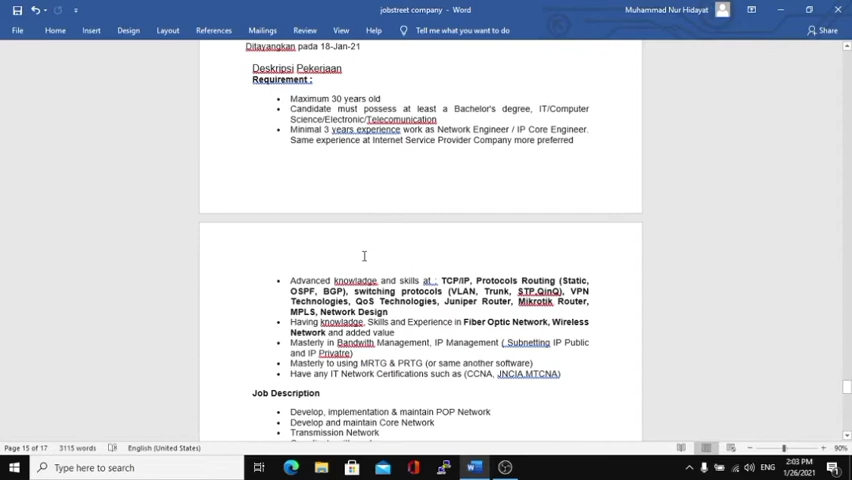 jobstreet company - Word
Muhammad Nur Hidayat
File Home Insert Draw Design Layout References Mailings Review View Help Tell me what you want to do Share
Ditayangkan pada 18-Jan-21
Deskripsi Pekerjaan
Requirement :
• Maximum 30 years old
• Candidate must possess at least a Bachelor's degree, IT/Computer
Science/Electronic/Telecomunication
• Minimal 3 years experience work as Network Engineer / IP Core Engineer.
Same experience at Internet Service Provider Company more preferred
• Advanced knowladge and skills at : TCP/IP, Protocols Routing (Static,
OSPF, BGP), switching protocols (VLAN, Trunk, STP,QinQ), VPN
Technologies, QoS Technologies, Juniper Router, Mikrotik Router,
MPLS, Network Design
• Having knowladge, Skills and Experience in Fiber Optic Network, Wireless
Network and added value
• Masterly in Bandwith Management, IP Management ( Subnetting IP Public
and IP Privatre)
• Masterly to using MRTG & PRTG (or same another software)
• Have any IT Network Certifications such as (CCNA, JNCIA,MTCNA)
Job Description
• Develop, implementation & maintain POP Network
• Develop and maintain Core Network
• Transmission Network
Page 15 of 17 3115 words English (United States) 90%
Type here to search
ENG
2:03 PM
1/26/2021